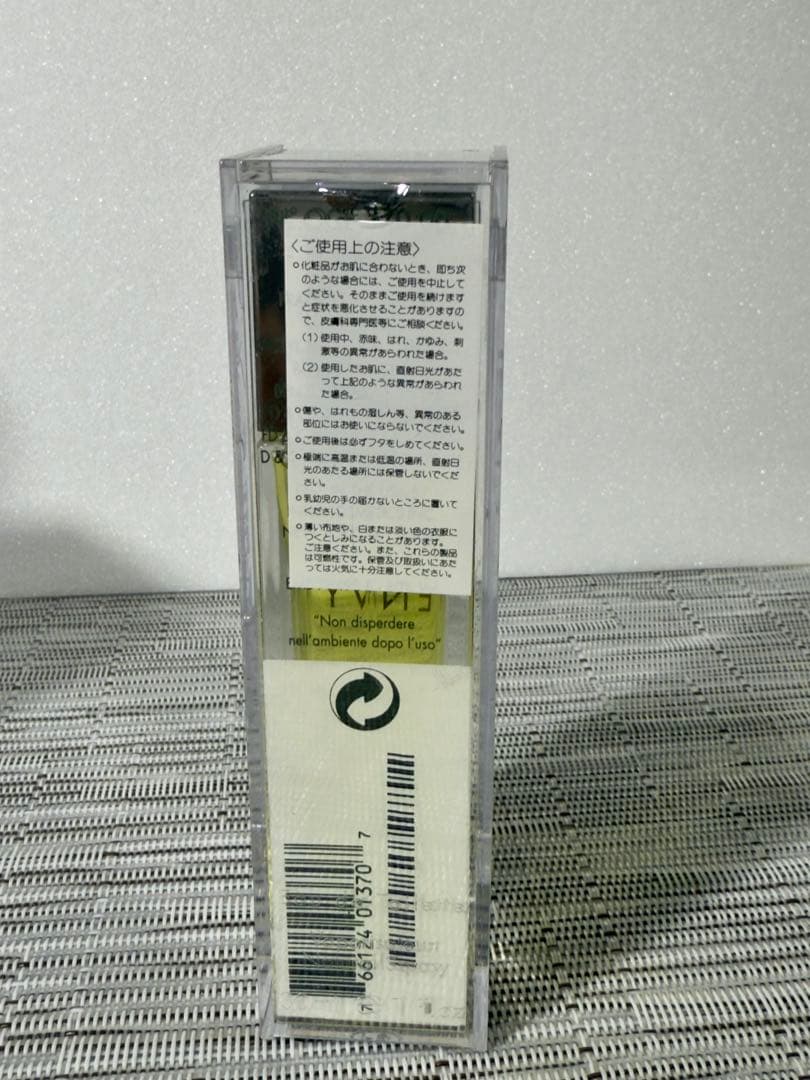 〈ご使用上の注意〉
○化粧品がお肌に合わないとき、即ち次
のような場合には、ご使用を中止して
ください。そのままご使用を続けますと
と症状を悪化させることがありますの
で、皮膚科専門医等にご相談ください。
(1)使用中、赤味、はれ、かゆみ、刺
激等の異常があらわれた場合。
(2)使用したお肌に、直射日光があた
って上記のような異常があらわれ
た場合。
○傷や、はれもの湿しん等、異常のある
部位にはお使いにならないでください。
○ご使用後は必ずフタをしめてください。
○極端に高温または低温の場所、直射日
光のあたる場所には保管しないでくだ
さい。
○乳幼児の手の届かないところに置いて
ください。
○薄い布地や、白または淡い色の衣服に
つくとしみになることがあります。
ご注意ください。また、これらの製品
は可燃性です。保管及び取扱いにあた
っては火気に十分注意してください。
D &
ENVY
"Non disperdere
nell'ambiente dopo l'uso"
7 66124 01370 7